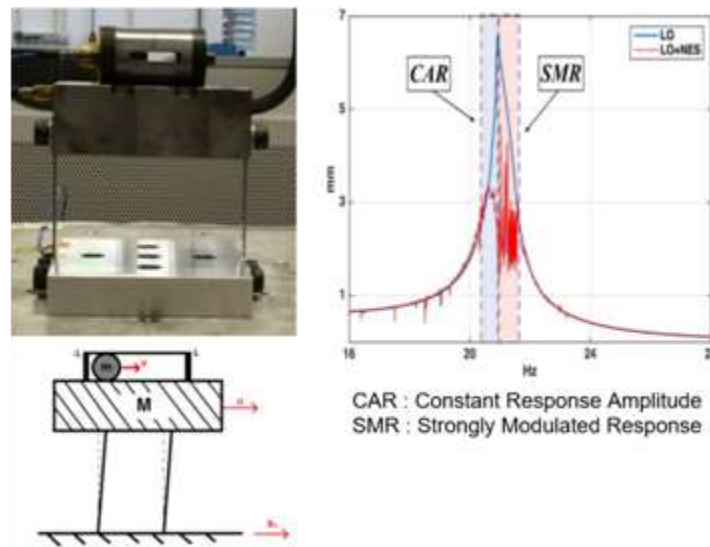 7
5
3
1
mm
LO
LO+NES
CAR
SMR
16
20
24
28
Hz
CAR : Constant Response Amplitude
SMR : Strongly Modulated Response
-L
L
m
v
M
u